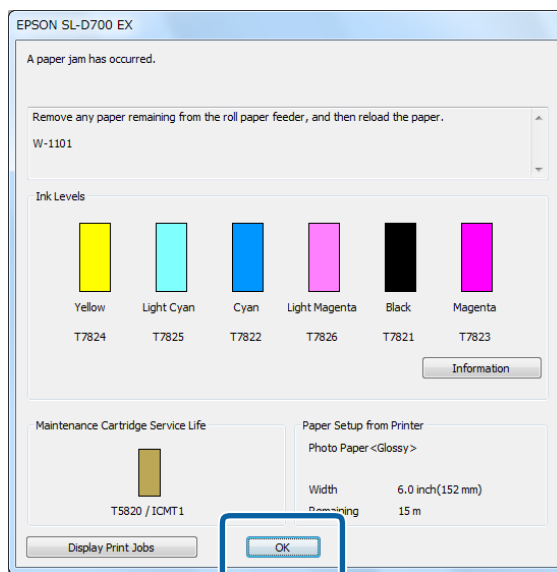 EPSON SL-D700 EX
A paper jam has occurred.
Remove any paper remaining from the roll paper feeder, and then reload the paper.
W-1101
Ink Levels
Yellow Light Cyan Cyan Light Magenta Black Magenta
T7824 T7825 T7822 T7826 T7821 T7823
Information
Maintenance Cartridge Service Life
T5820 / ICMT1
Paper Setup from Printer
Photo Paper<Glossy>
Width 6.0 inch(152 mm)
Remaining 15 m
Display Print Jobs OK